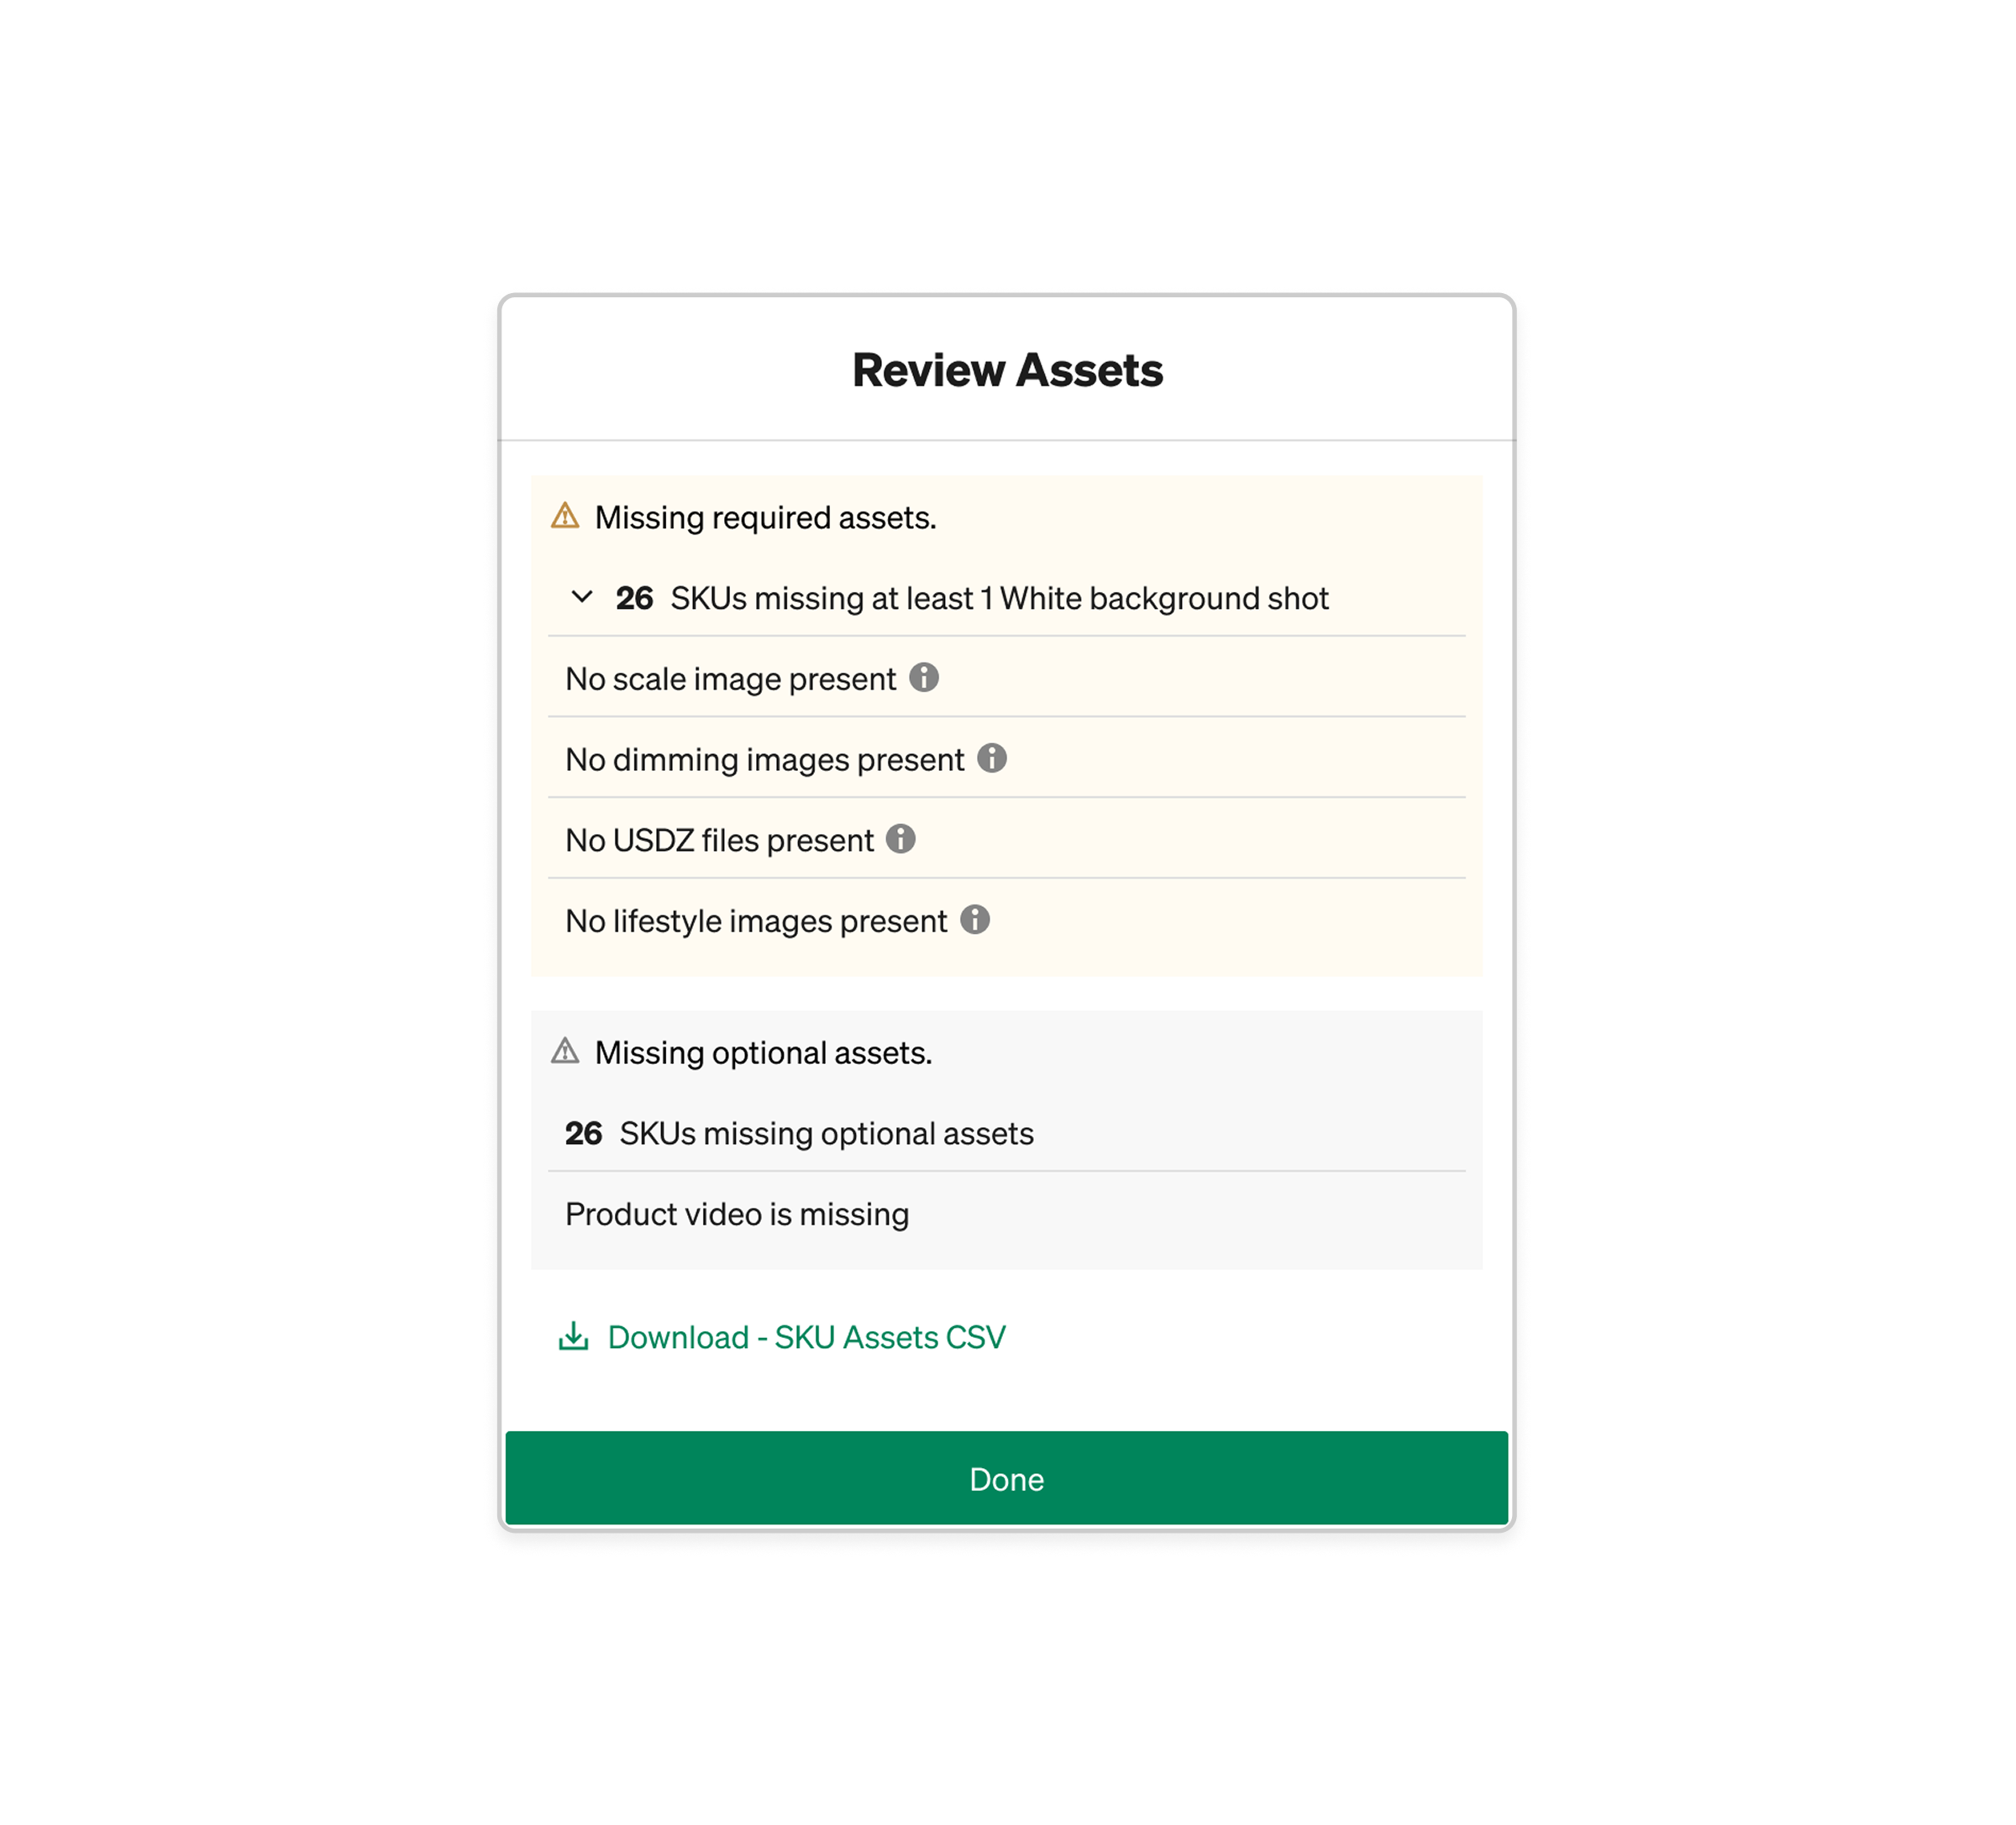 Review Assets
Missing required assets.
26 SKUs missing at least 1 White background shot
No scale image present
No dimming images present
No USDZ files present
No lifestyle images present
Missing optional assets.
26 SKUs missing optional assets
Product video is missing
Download - SKU Assets CSV
Done